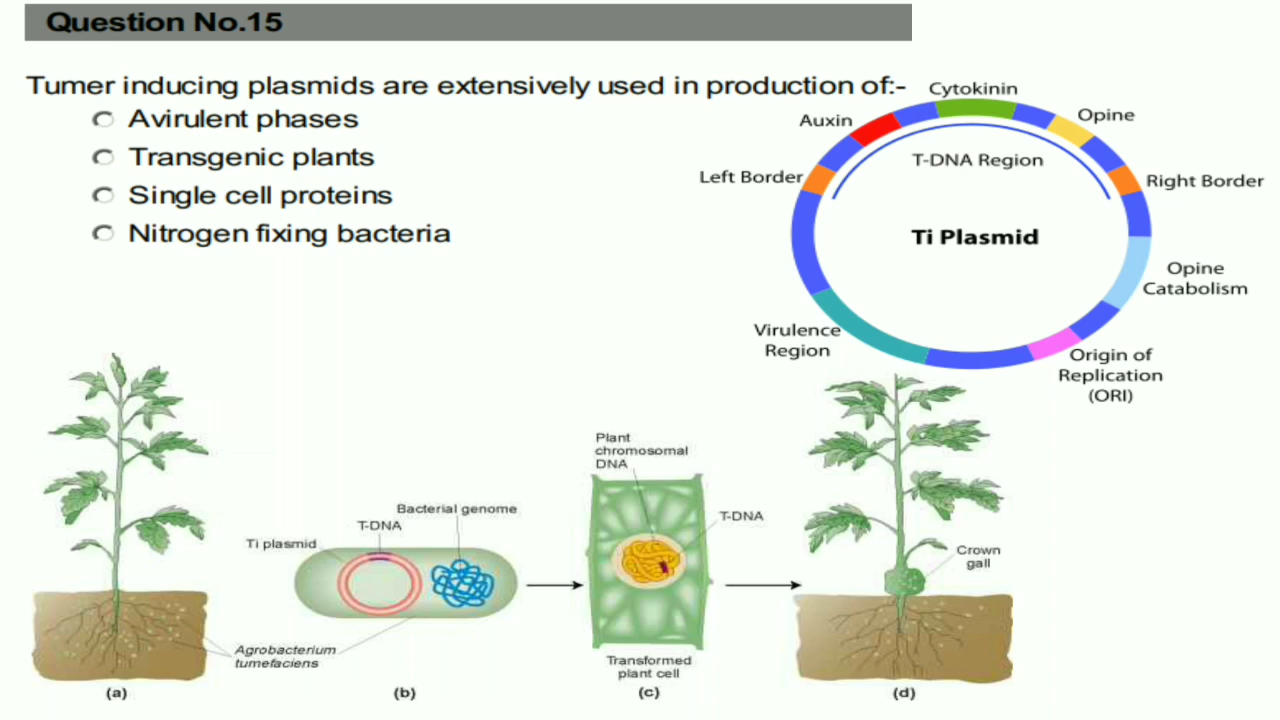 Question No.15
Tumer inducing plasmids are extensively used in production of:-
Avirulent phases
Transgenic plants
Single cell proteins
Nitrogen fixing bacteria
Cytokinin
Auxin
Opine
T-DNA Region
Left Border
Right Border
Ti Plasmid
Opine
Catabolism
Virulence
Region
Origin of
Replication
(ORI)
Plant
chromosomal
DNA
Bacterial genome
T-DNA
T-DNA
Ti plasmid
Crown
gall
Agrobacterium
tumefaciens
Transformed
plant cell
(a)
(b)
(c)
(d)